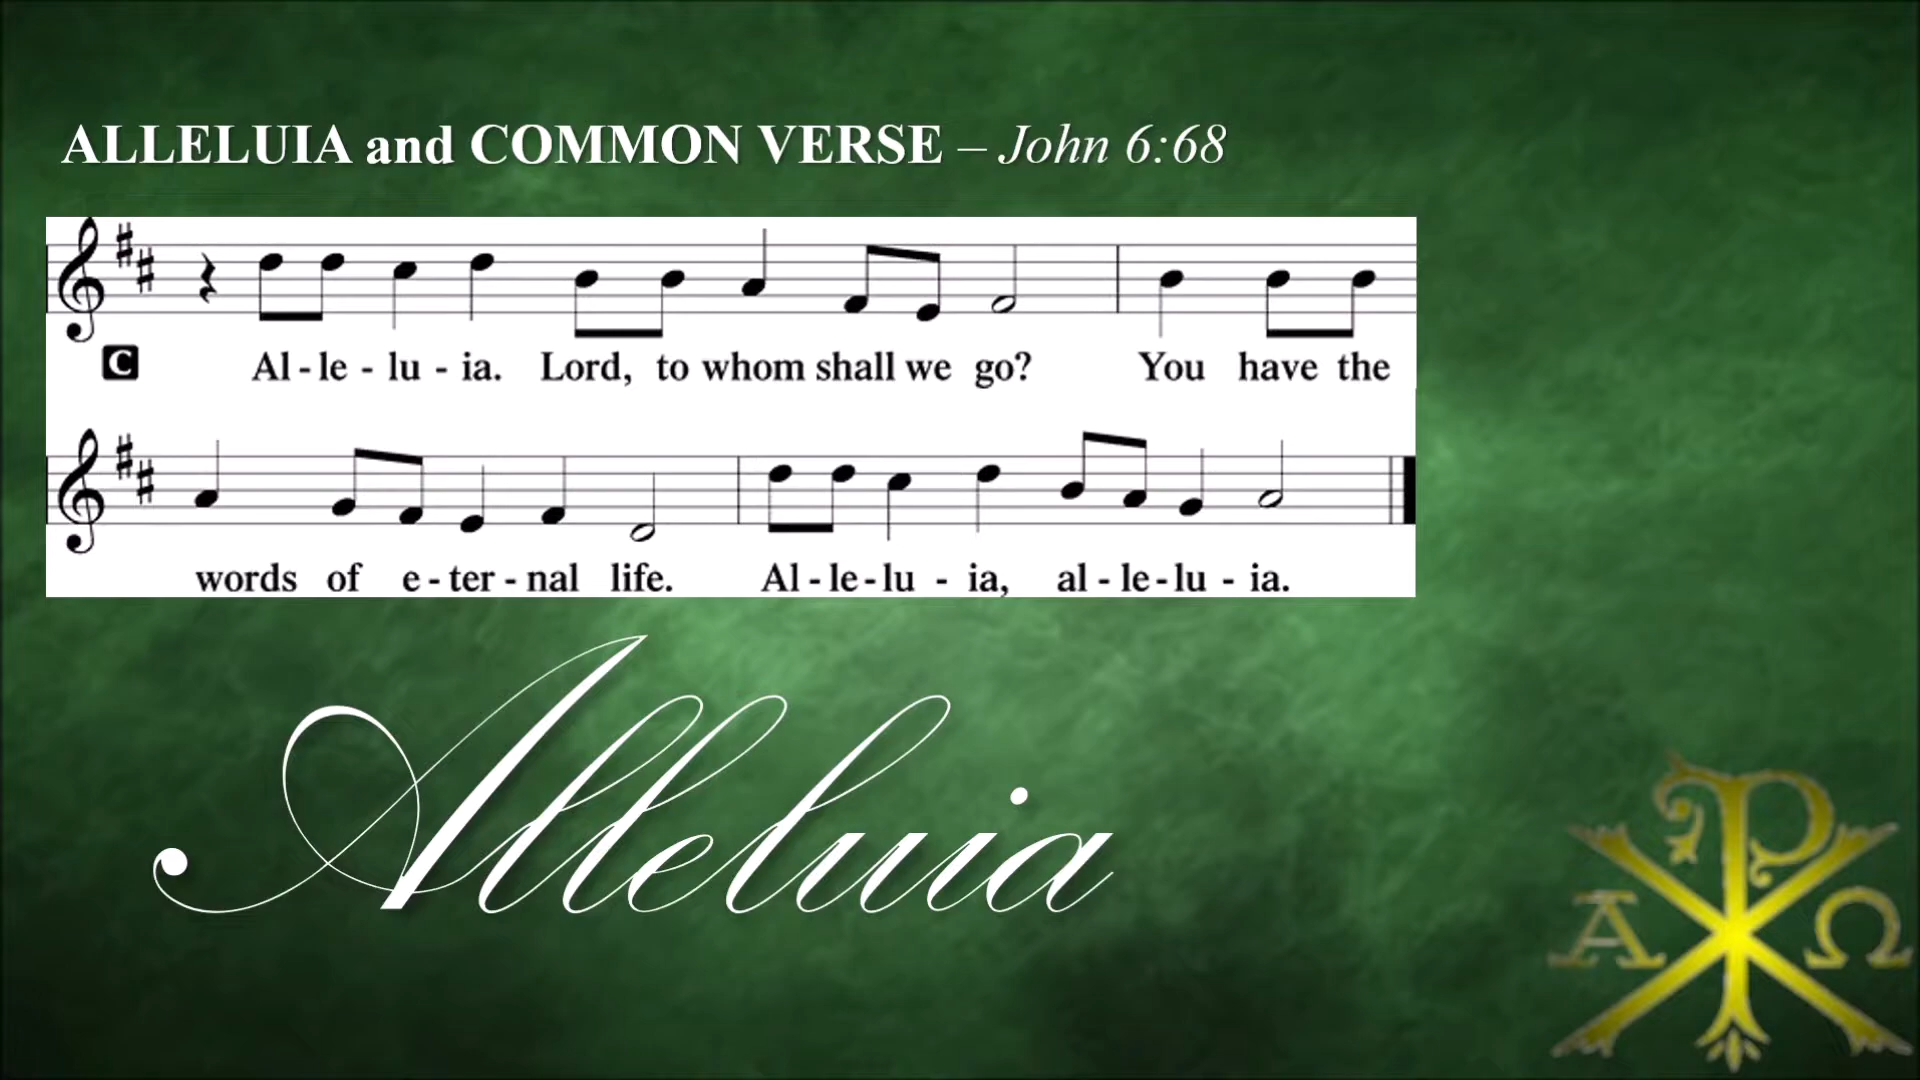 ALLELUIA and COMMON VERSE – John 6:68
C Al - le - lu - ia. Lord, to whom shall we go? You have the
words of e - ter - nal life. Al - le - lu - ia, al - le - lu - ia.
Alleluia
Α Ω